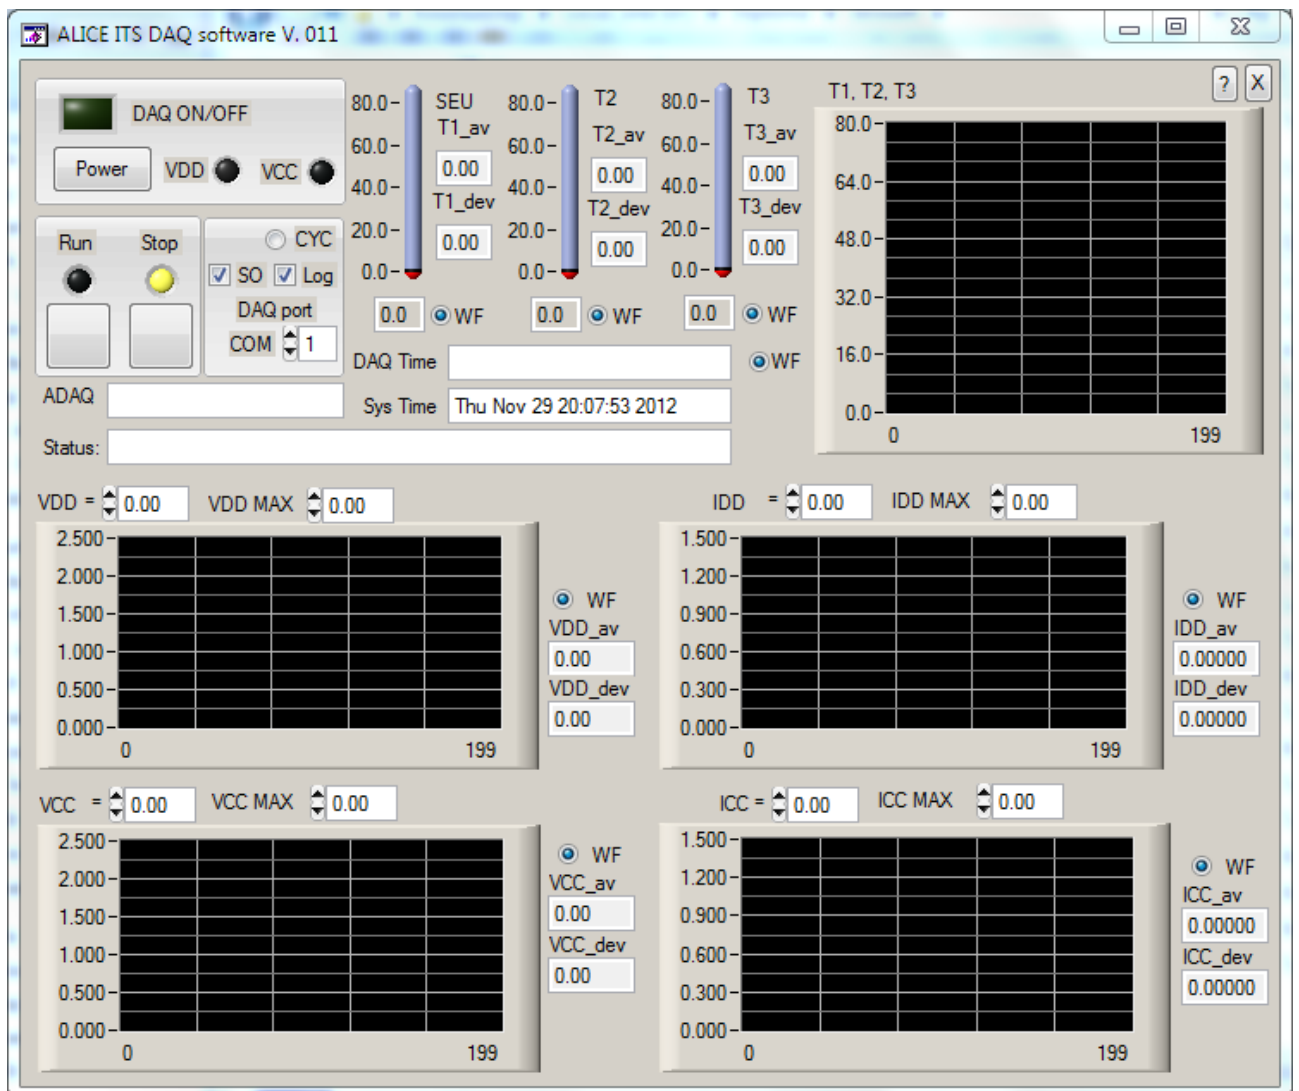 ALICE ITS DAQ software V. 011
? X
DAQ ON/OFF
Power VDD VCC
Run Stop
CYC
SO Log
DAQ port
COM 1
80.0
60.0
40.0
20.0
0.0
SEU
T1_av
0.00
T1_dev
0.00
0.0 WF
80.0
60.0
40.0
20.0
0.0
T2
T2_av
0.00
T2_dev
0.00
0.0 WF
80.0
60.0
40.0
20.0
0.0
T3
T3_av
0.00
T3_dev
0.00
0.0 WF
DAQ Time WF
ADAQ
Sys Time Thu Nov 29 20:07:53 2012
Status:
T1, T2, T3
80.0
64.0
48.0
32.0
16.0
0.0
0 199
VDD = 0.00 VDD MAX 0.00
2.500
2.000
1.500
1.000
0.500
0.000
0 199
WF
VDD_av
0.00
VDD_dev
0.00
IDD = 0.00 IDD MAX 0.00
1.500
1.200
0.900
0.600
0.300
0.000
0 199
WF
IDD_av
0.00000
IDD_dev
0.00000
VCC = 0.00 VCC MAX 0.00
2.500
2.000
1.500
1.000
0.500
0.000
0 199
WF
VCC_av
0.00
VCC_dev
0.00
ICC = 0.00 ICC MAX 0.00
1.500
1.200
0.900
0.600
0.300
0.000
0 199
WF
ICC_av
0.00000
ICC_dev
0.00000